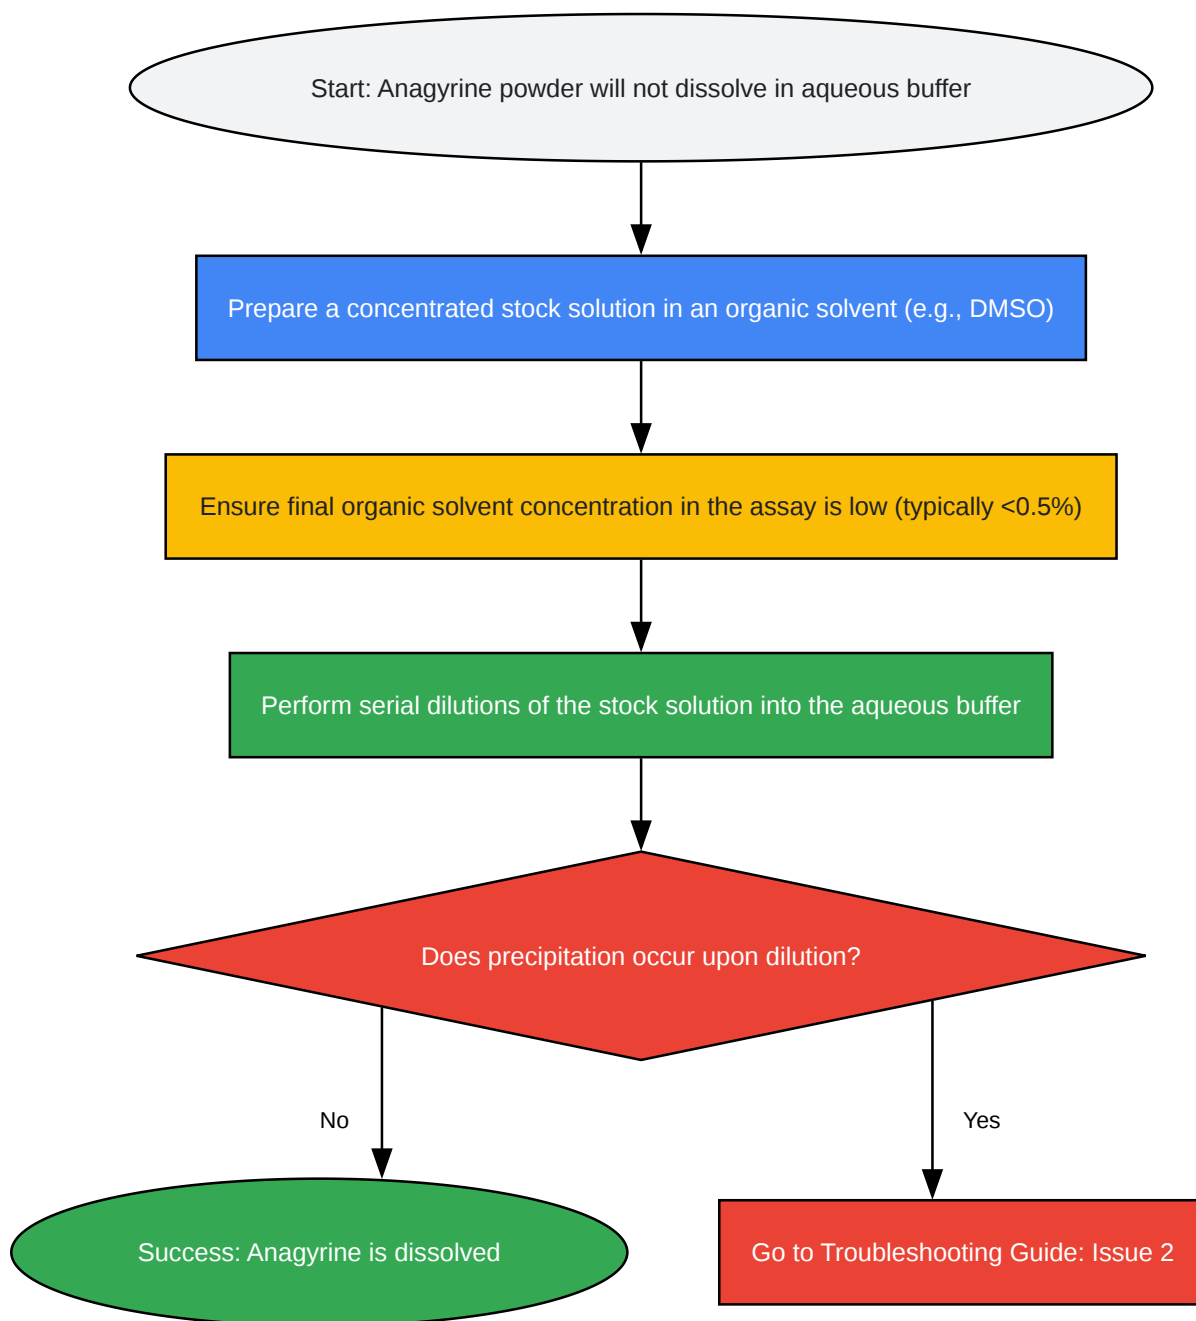 Start: Anagyrine powder will not dissolve in aqueous buffer
Prepare a concentrated stock solution in an organic solvent (e.g., DMSO)
Ensure final organic solvent concentration in the assay is low (typically <0.5%)
Perform serial dilutions of the stock solution into the aqueous buffer
Does precipitation occur upon dilution?
No
Yes
Success: Anagyrine is dissolved
Go to Troubleshooting Guide: Issue 2